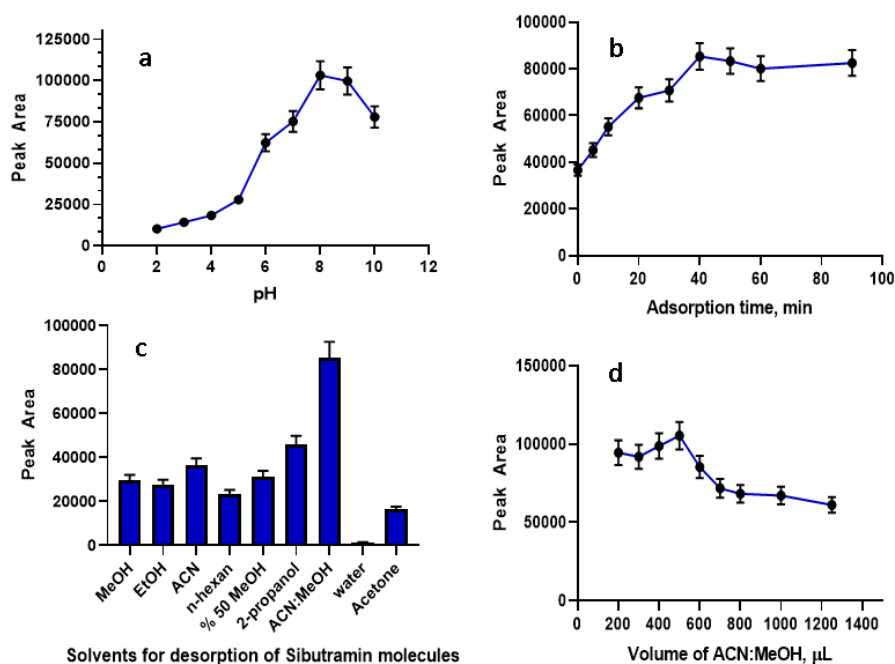 a
Peak Area
125000
100000
75000
50000
25000
0
0 2 4 6 8 10 12
pH
b
Peak Area
100000
80000
60000
40000
20000
0
0 20 40 60 80 100
Adsorption time, min
c
Peak Area
100000
80000
60000
40000
20000
0
MeOH
EtOH
ACN
n-hexan
% 50 MeOH
2-propanol
ACN:MeOH
water
Acetone
Solvents for desorption of Sibutramin molecules
d
Peak Area
150000
100000
50000
0
0 200 400 600 800 1000 1200 1400
Volume of ACN:MeOH, µL